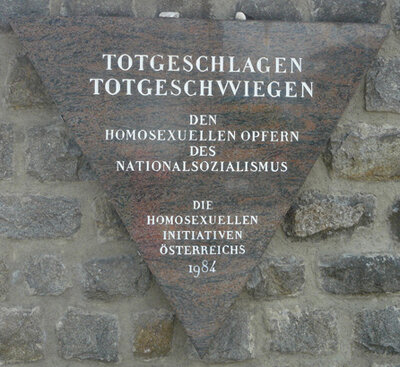 TOTGESCHLAGEN
TOTGESCHWIEGEN
DEN
HOMOSEXUELLEN OPFERN
DES
NATIONALSOZIALISMUS
DIE
HOMOSEXUELLEN
INITIATIVEN
ÖSTERREICHS
1984